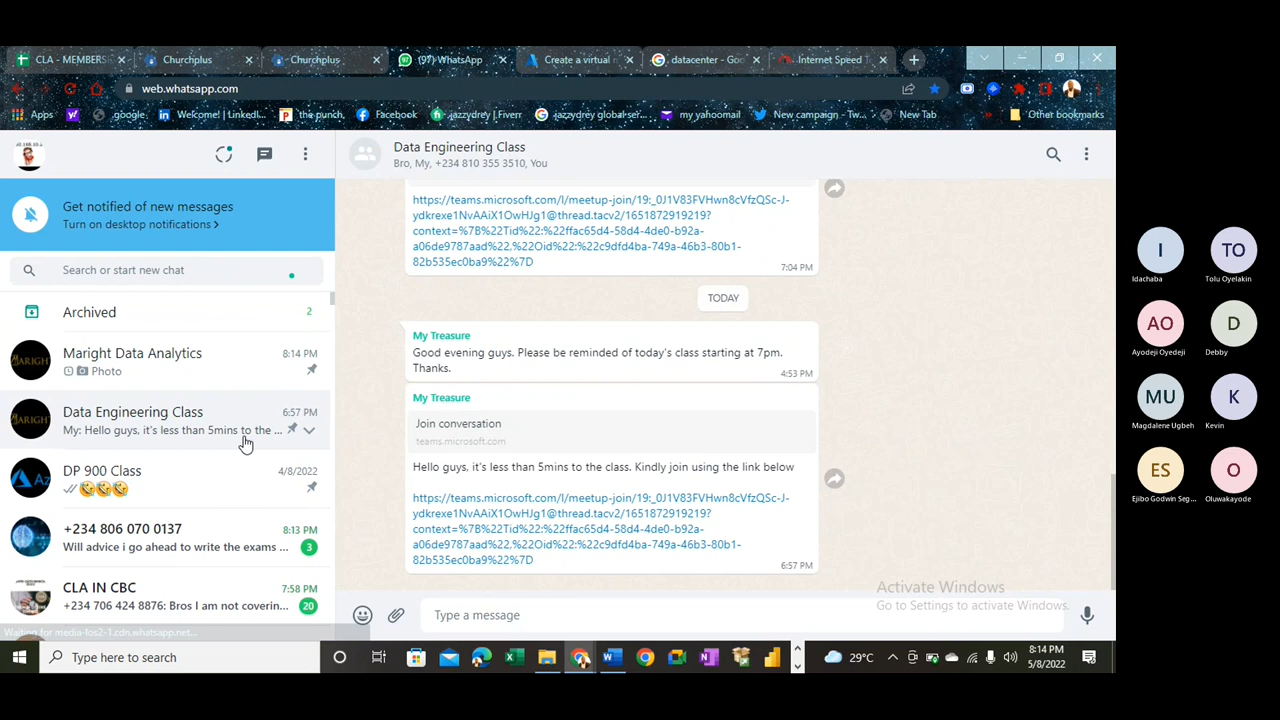 CLA - MEMBERS
Churchplus
Churchplus
(97) WhatsApp
Create a virtual
datacenter - Goo
Internet Speed T
web.whatsapp.com
Apps
.google
Welcome! | LinkedI...
the punch,
Facebook
jazzydrey |Fiverr
jazzydrey global-ser...
my yahoomail
New campaign - Tw...
New Tab
Other bookmarks
Get notified of new messages
Turn on desktop notifications >
Search or start new chat
Archived
2
Maright Data Analytics
8:14 PM
Photo
Data Engineering Class
6:57 PM
My: Hello guys, it's less than 5mins to the ...
DP 900 Class
4/8/2022
+234 806 070 0137
8:13 PM
Will advice i go ahead to write the exams ...
3
CLA IN CBC
7:58 PM
+234 706 424 8876: Bros I am not coverin...
20
Waiting for media-los2-1.cdn.whatsapp.net...
Data Engineering Class
Bro, My, +234 810 355 3510, You
https://teams.microsoft.com/l/meetup-join/19:_0J1V83FVHwn8cVfzQSc-J-
ydkrexe1NvAAiX1OwHJg1@thread.tacv2/1651872919219?
context=%7B%22Tid%22:%22ffac65d4-58d4-4de0-b92a-
a06de9787aad%22,%22Oid%22:%22c9dfd4ba-749a-46b3-80b1-
82b535ec0ba9%22%7D
7:04 PM
TODAY
My Treasure
Good evening guys. Please be reminded of today's class starting at 7pm.
Thanks.
4:53 PM
My Treasure
Join conversation
teams.microsoft.com
Hello guys, it's less than 5mins to the class. Kindly join using the link below
https://teams.microsoft.com/l/meetup-join/19:_0J1V83FVHwn8cVfzQSc-J-
ydkrexe1NvAAiX1OwHJg1@thread.tacv2/1651872919219?
context=%7B%22Tid%22:%22ffac65d4-58d4-4de0-b92a-
a06de9787aad%22,%22Oid%22:%22c9dfd4ba-749a-46b3-80b1-
82b535ec0ba9%22%7D
6:57 PM
Activate Windows
Go to Settings to activate Windows.
Type a message
Type here to search
29°C
8:14 PM
5/8/2022
I
Idachaba
TO
Tolu Oyelakin
AO
Ayodeji Oyedeji
D
Debby
MU
Magdalene Ugbeh
K
Kevin
ES
Ejibo Godwin Seg...
O
Oluwakayode